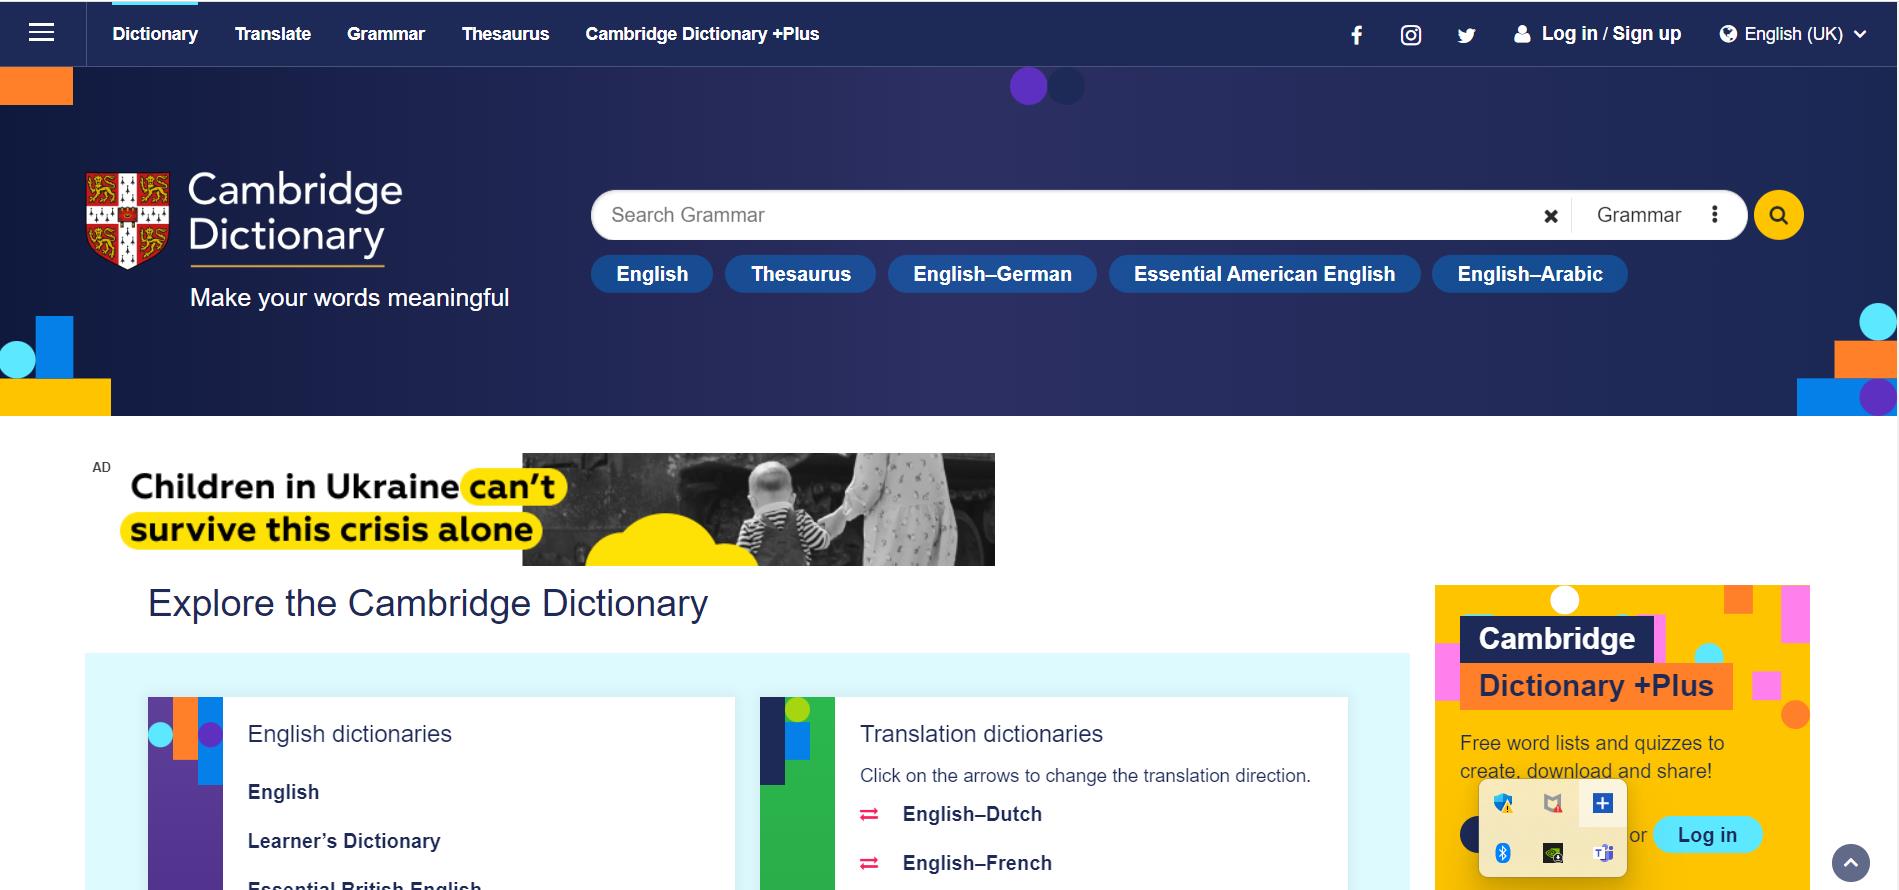 Dictionary Translate Grammar Thesaurus Cambridge Dictionary +Plus Log in / Sign up English (UK)
Cambridge
Dictionary
Make your words meaningful
Search Grammar Grammar
English Thesaurus English–German Essential American English English–Arabic
AD
Children in Ukraine can't
survive this crisis alone
Explore the Cambridge Dictionary
English dictionaries
English
Learner's Dictionary
Essential British English
Translation dictionaries
Click on the arrows to change the translation direction.
English–Dutch
English–French
Cambridge
Dictionary +Plus
Free word lists and quizzes to
create, download and share!
or Log in